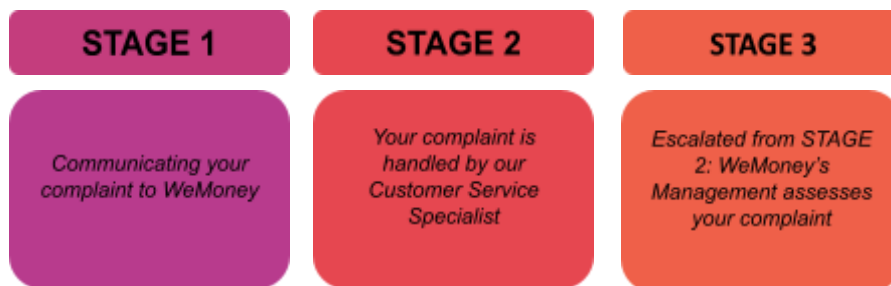 STAGE 1
STAGE 2
STAGE 3
Communicating your
complaint to WeMoney
Your complaint is
handled by our
Customer Service
Specialist
Escalated from STAGE
2: WeMoney's
Management assesses
your complaint